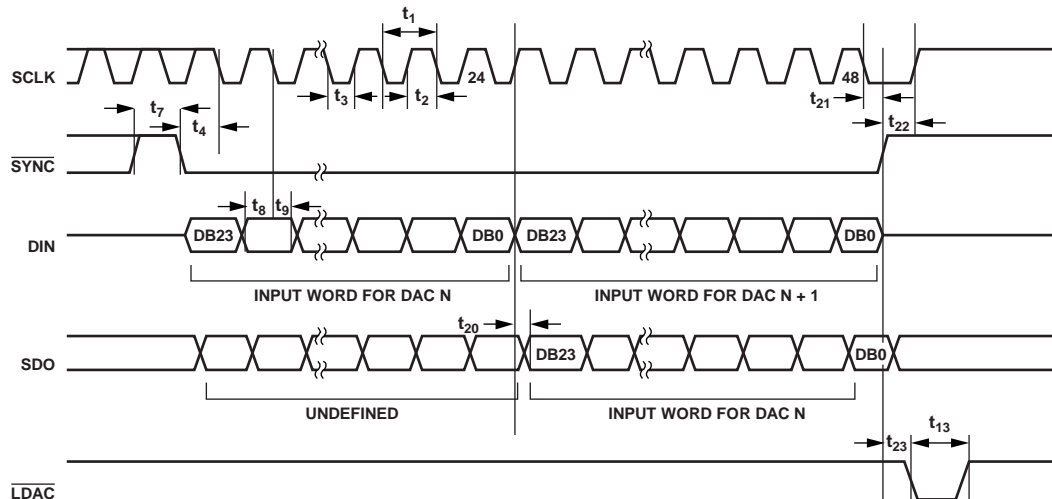 t1
SCLK
24
48
t3
t2
t21
t7
t4
t22
SYNC
t8
t9
DIN
DB23
DB0
DB23
DB0
INPUT WORD FOR DAC N
INPUT WORD FOR DAC N + 1
t20
SDO
DB23
DB0
UNDEFINED
INPUT WORD FOR DAC N
t23
t13
LDAC